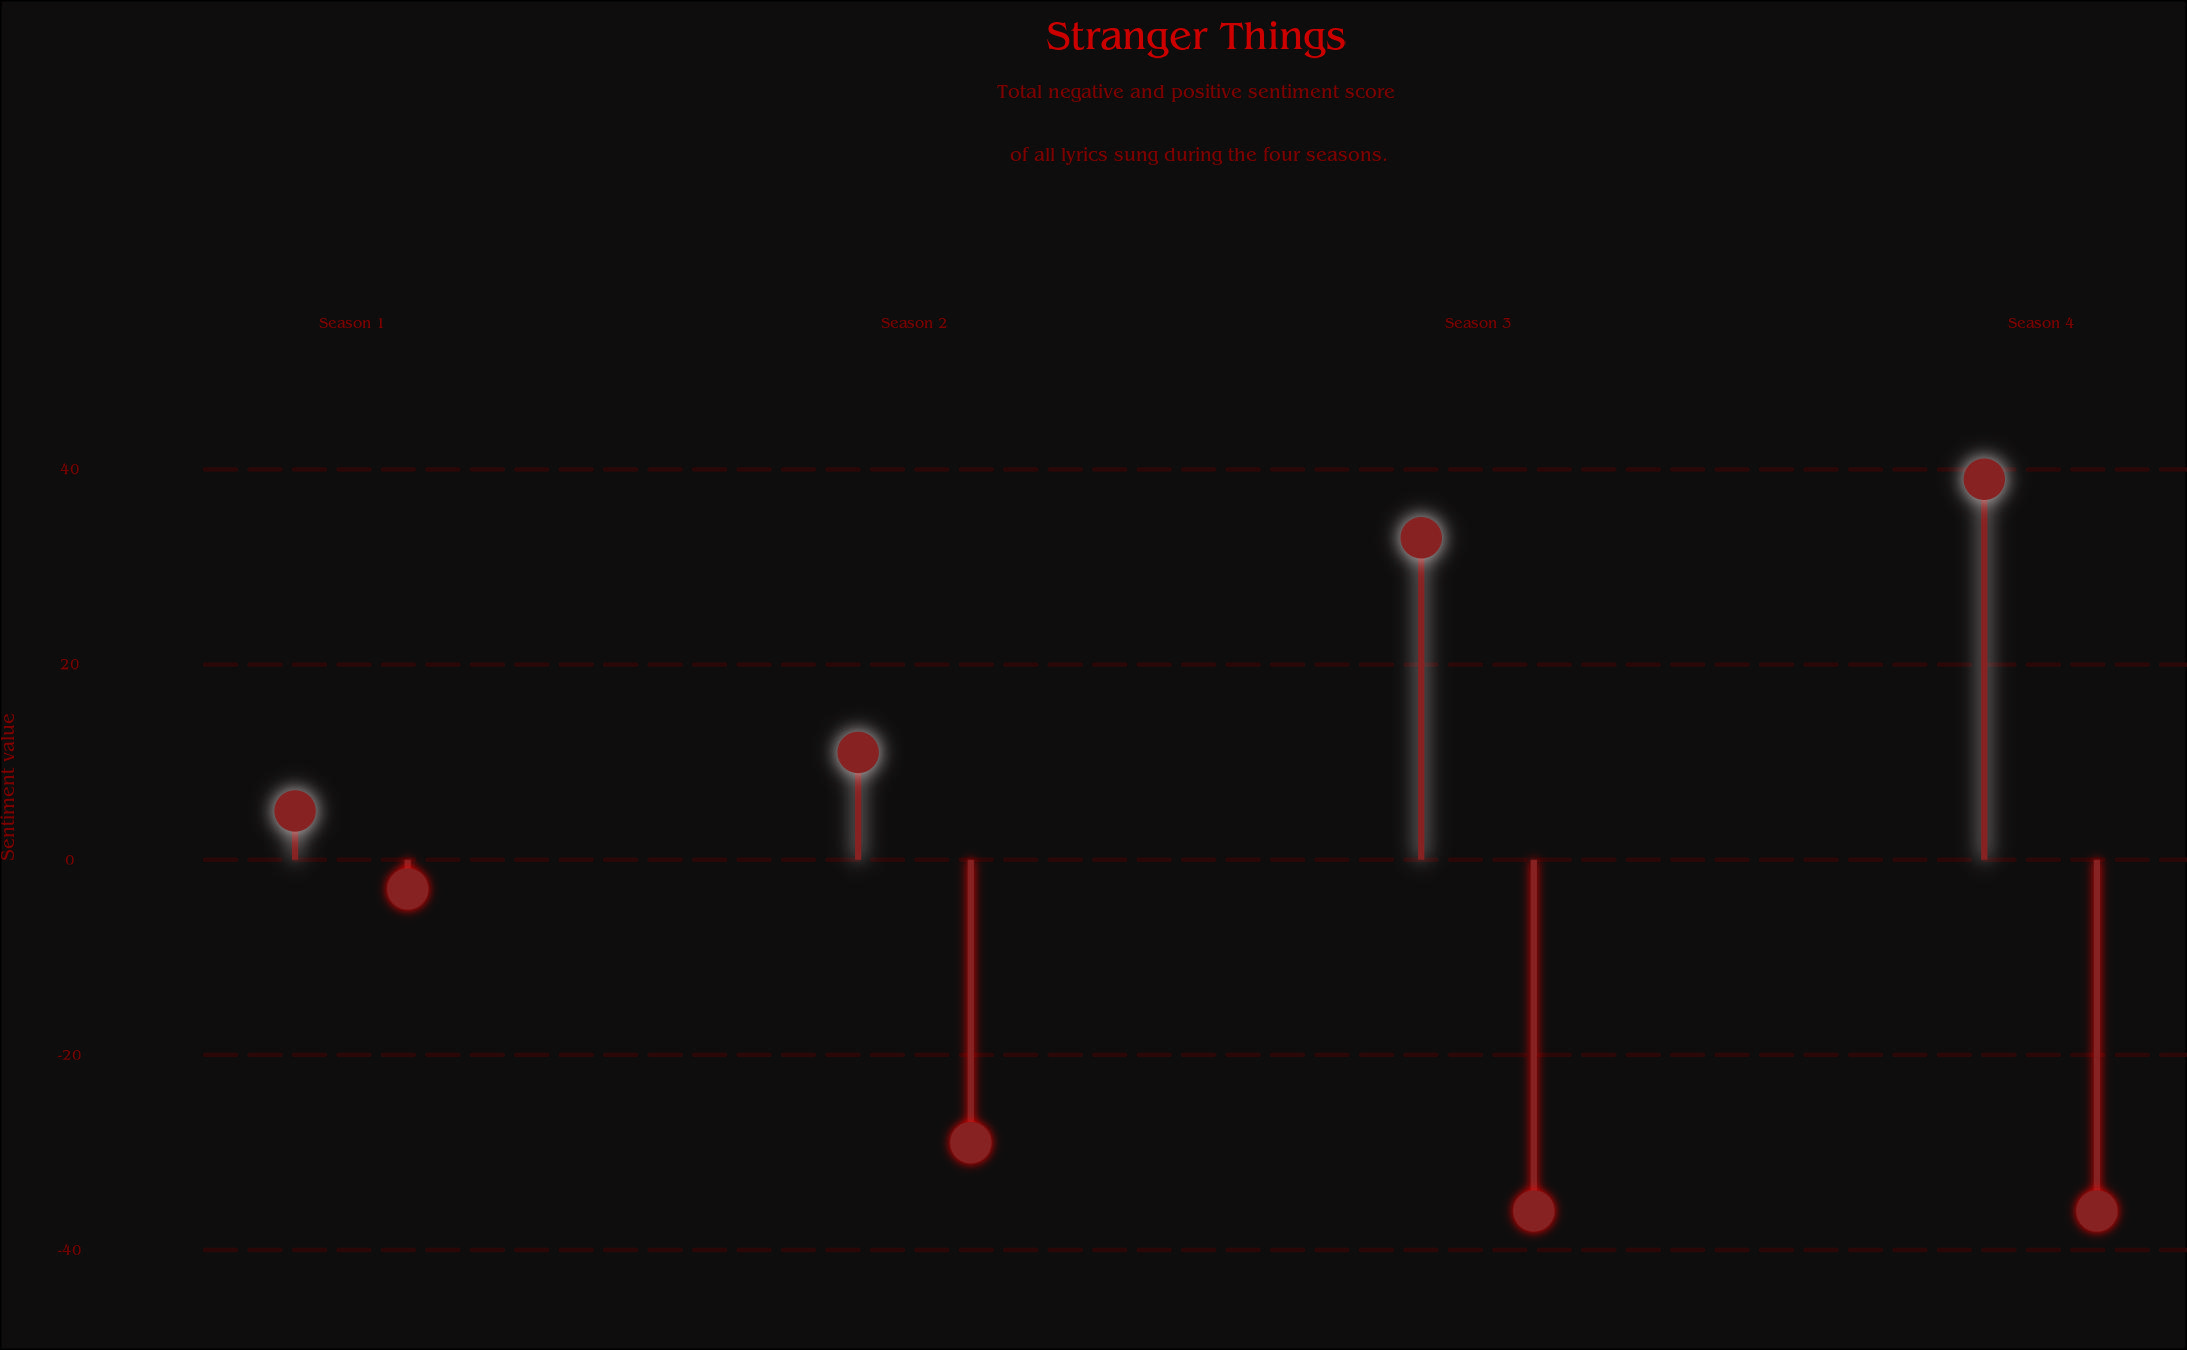 Stranger Things
Total negative and positive sentiment score
of all lyrics sung during the four seasons.
Season 1
Season 2
Season 3
Season 4
40
20
0
-20
-40
Sentiment value